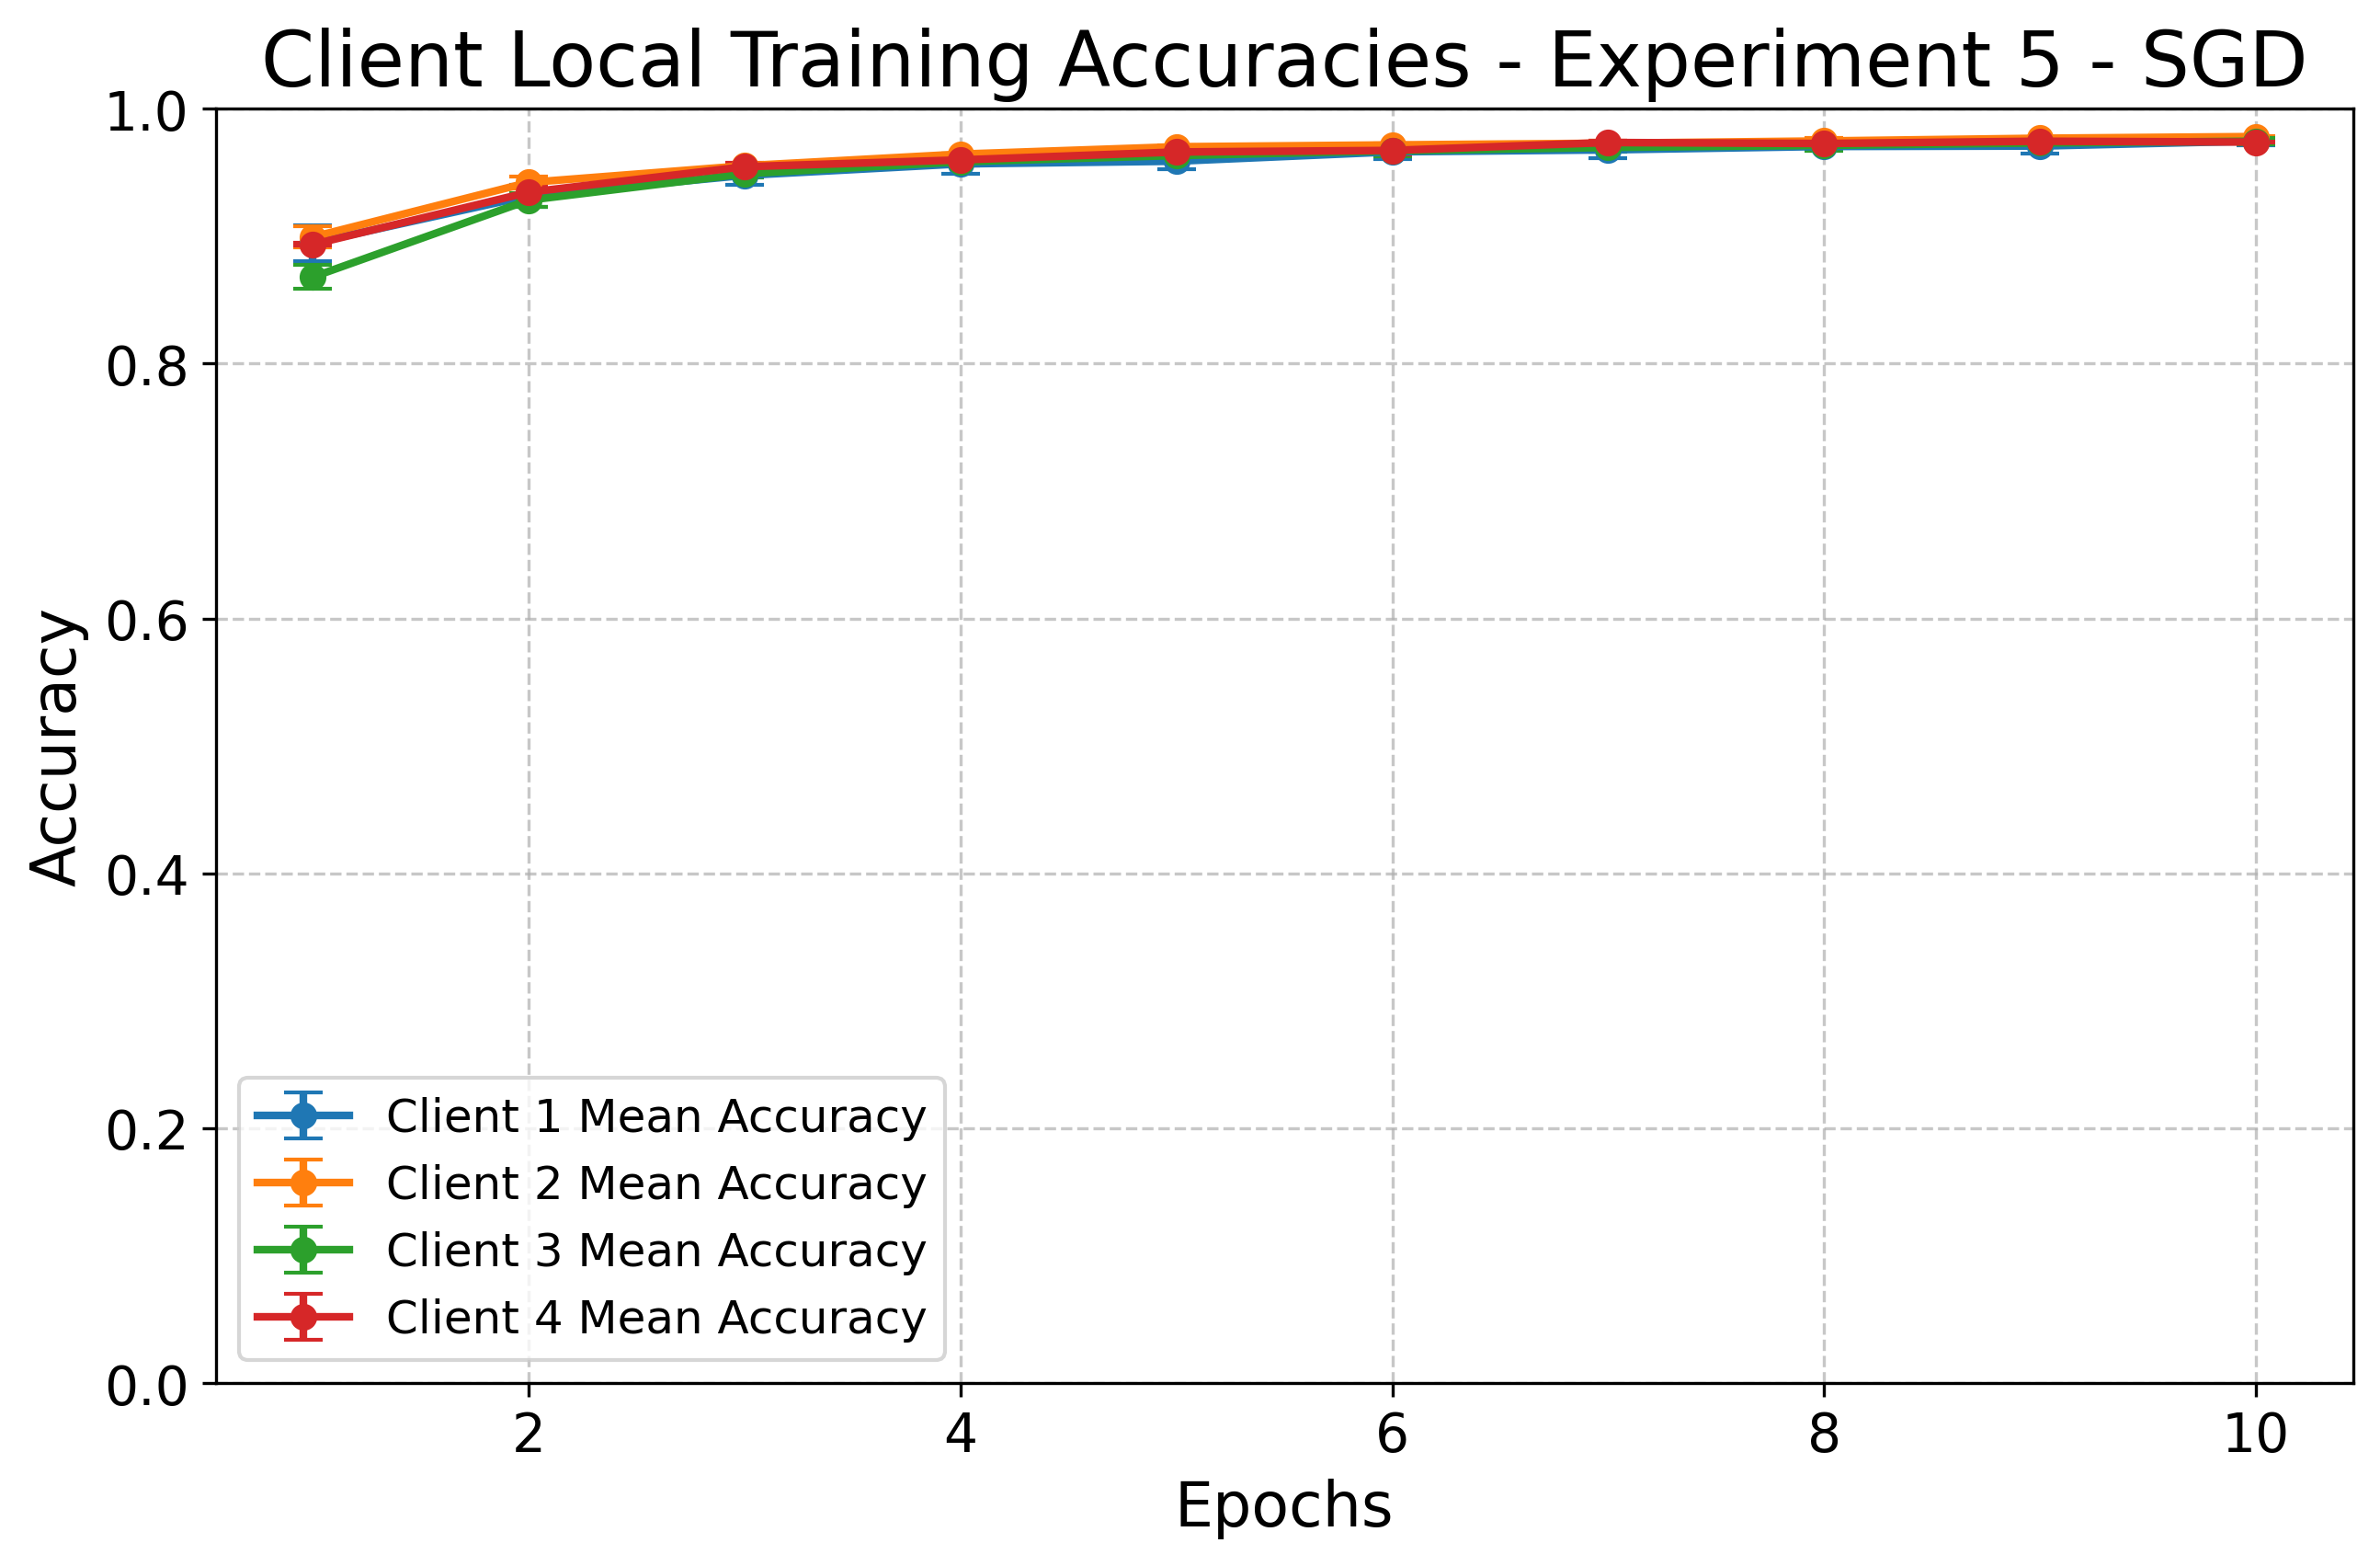 Client Local Training Accuracies - Experiment 5 - SGD
1.0
0.8
0.6
0.4
0.2
0.0
Accuracy
Client 1 Mean Accuracy
Client 2 Mean Accuracy
Client 3 Mean Accuracy
Client 4 Mean Accuracy
2 4 6 8 10
Epochs